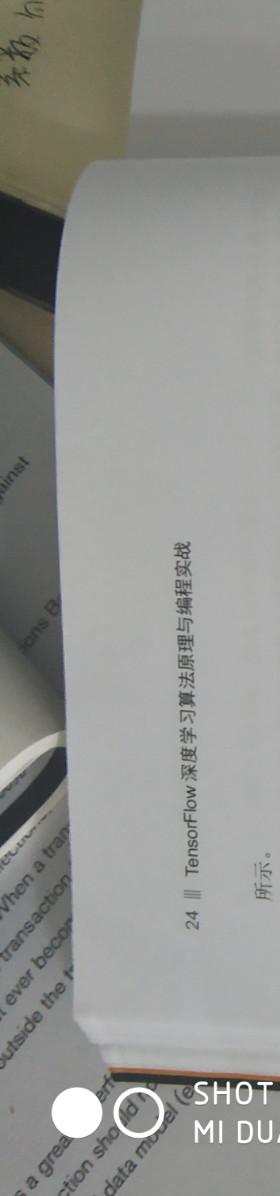 24 ||| TensorFlow 深度学习算法原理与编程实战
所示。
ainst
ons B
When a tran
transaction
t ever becom
outside the t
s a great
ction should
data model (e
SHOT
MI DUA